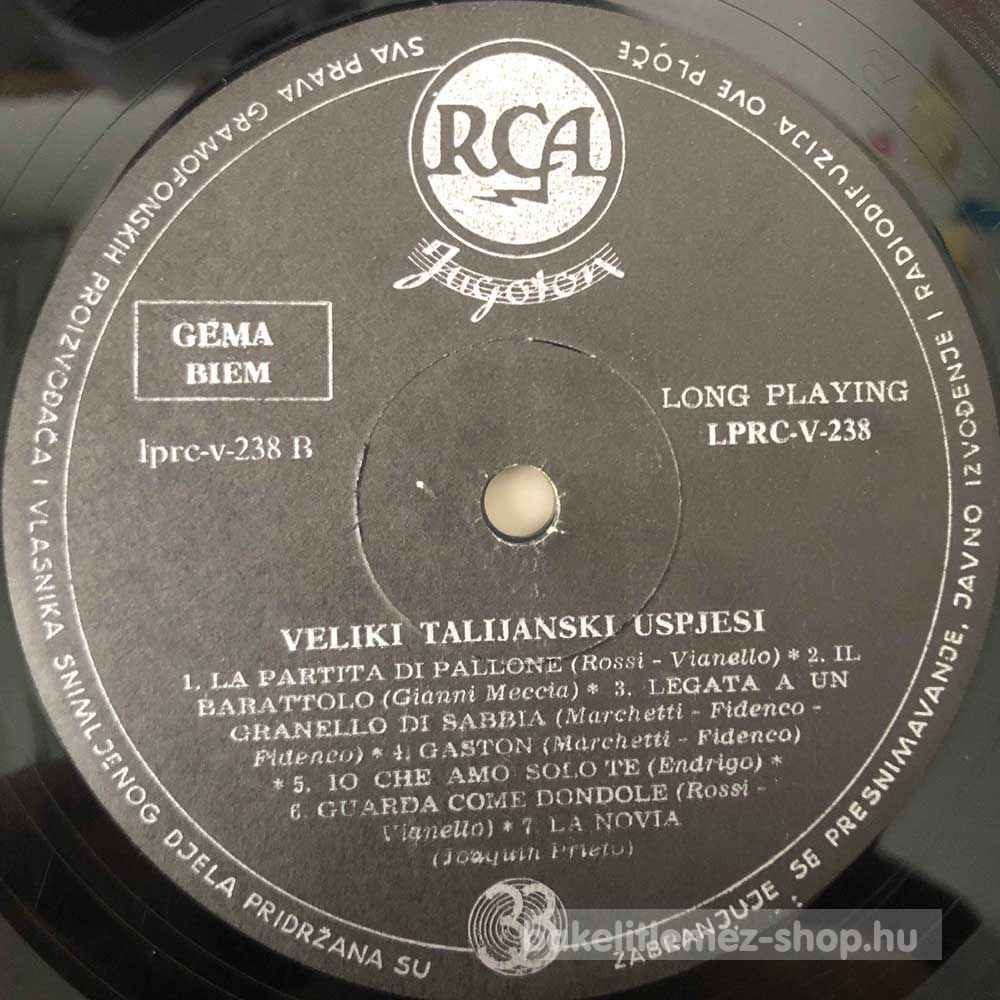 RCA
Jugoton
GEMA
BIEM
lprc-v-238 B
LONG PLAYING
LPRC-V-238
VELIKI TALIJANSKI USPJESI
1. LA PARTITA DI PALLONE (Rossi - Vianello) * 2. IL
BARATTOLO (Gianni Meccia) * 3. LEGATA A UN
GRANELLO DI SABBIA (Marchetti - Fidenco -
Fidenco) * 4. GASTON (Marchetti - Fidenco)
* 5. IO CHE AMO SOLO TE (Endrigo) *
6. GUARDA COME DONDOLE (Rossi -
Vianello) * 7. LA NOVIA
(Joaquin Prieto)
33
SVA PRAVA GRAMOFONSKIH PROIZVOĐAČA I VLASNIKA SNIMLJENOG DJELA PRIDRŽANA SU
ZABRANJUJE SE PRESNIMAVANJE, JAVNO IZVOĐENJE I RADIODIFUZIJA OVE PLOČE
bakelitlemez-shop.hu